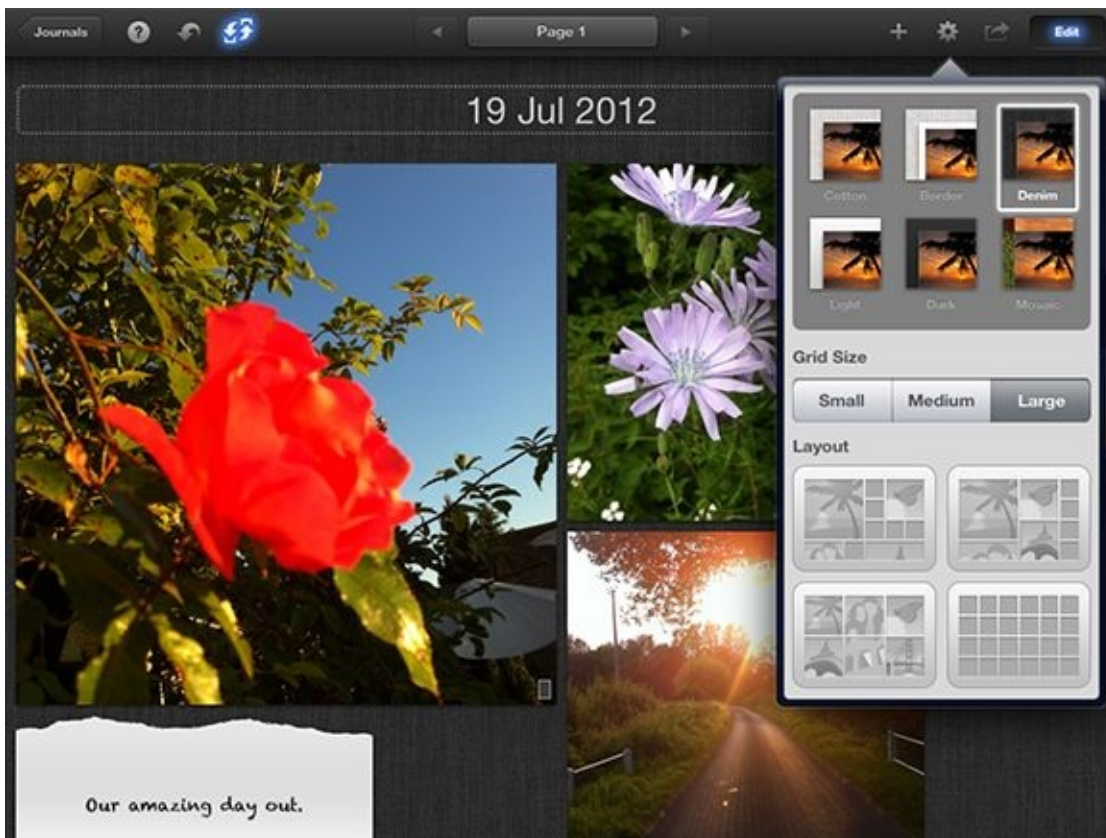 Journals
?
Page 1
Edit
19 Jul 2012
Cotton Border Denim
Light Dark Mosaic
Grid Size
Small Medium Large
Layout
Our amazing day out.